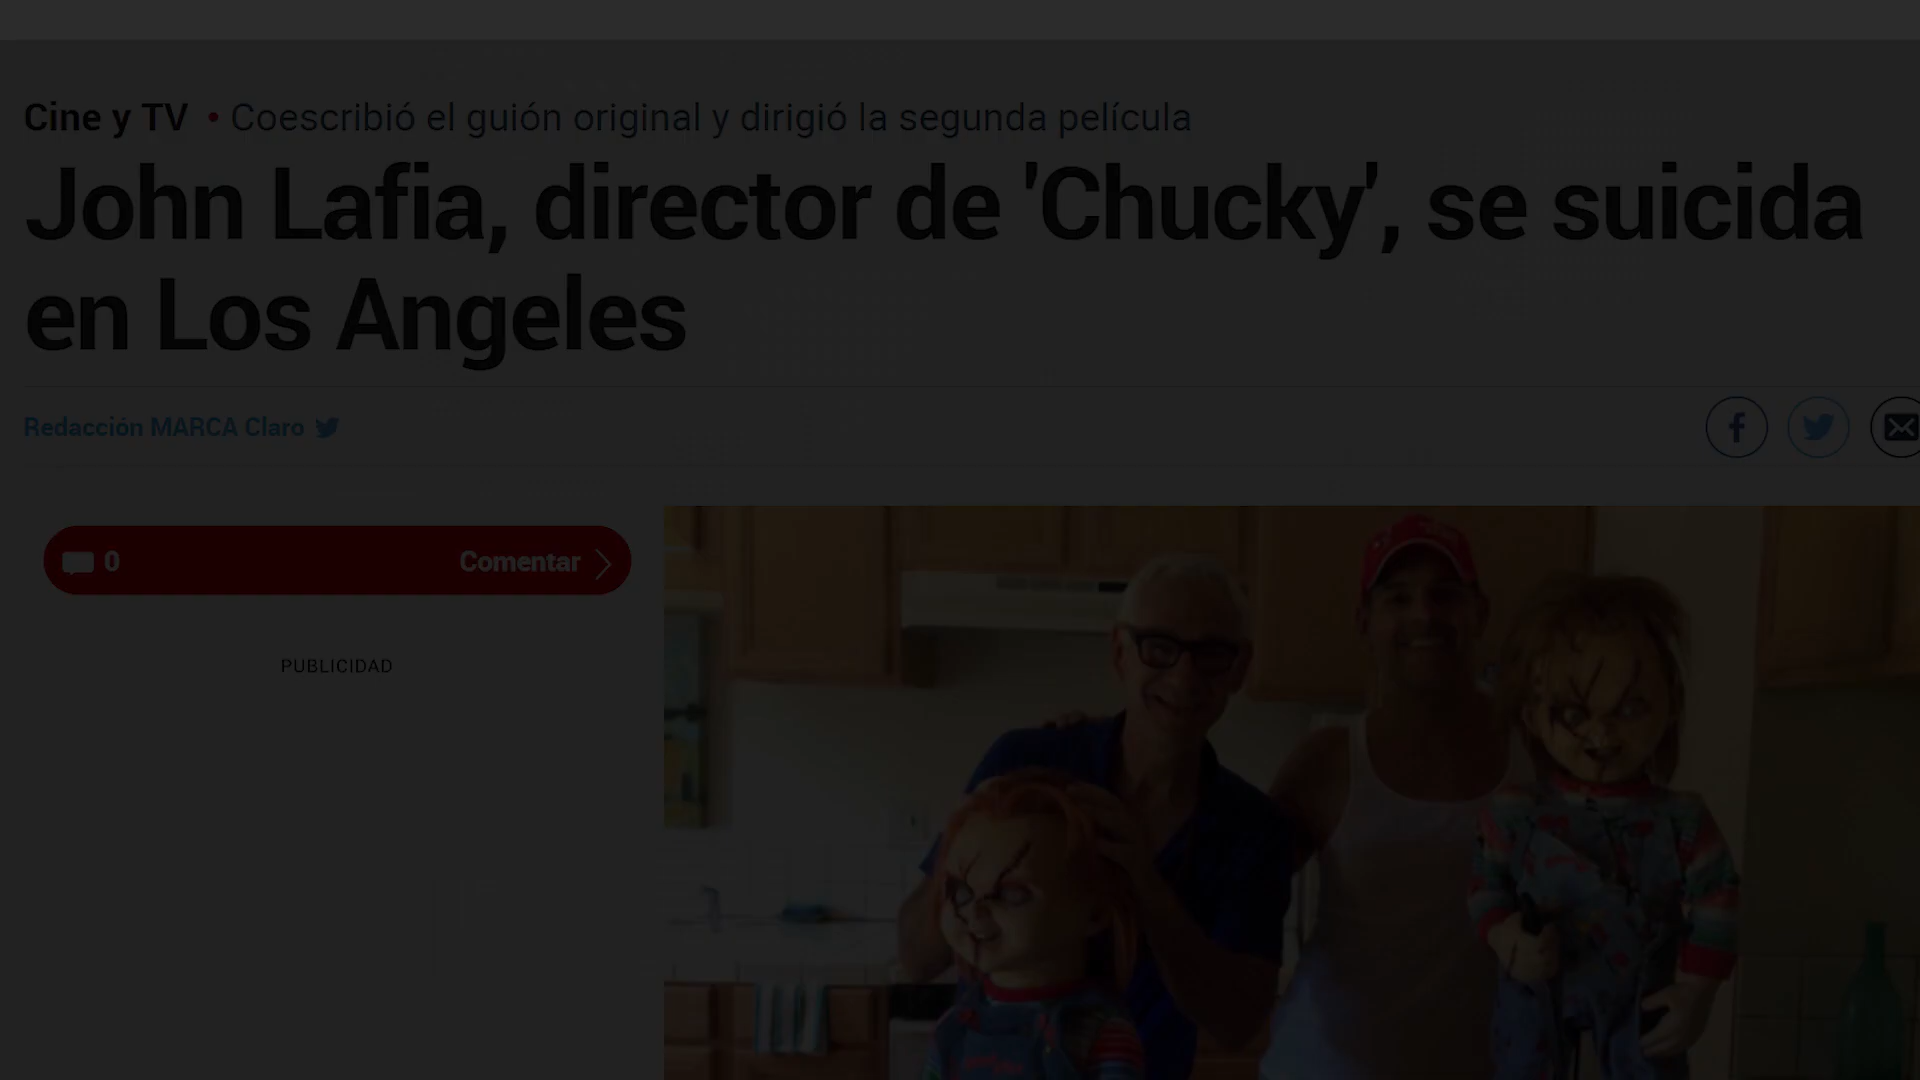 Cine y TV • Coescribió el guión original y dirigió la segunda película
John Lafia, director de 'Chucky', se suicida
en Los Angeles
Redacción MARCA Claro
0 Comentar
PUBLICIDAD